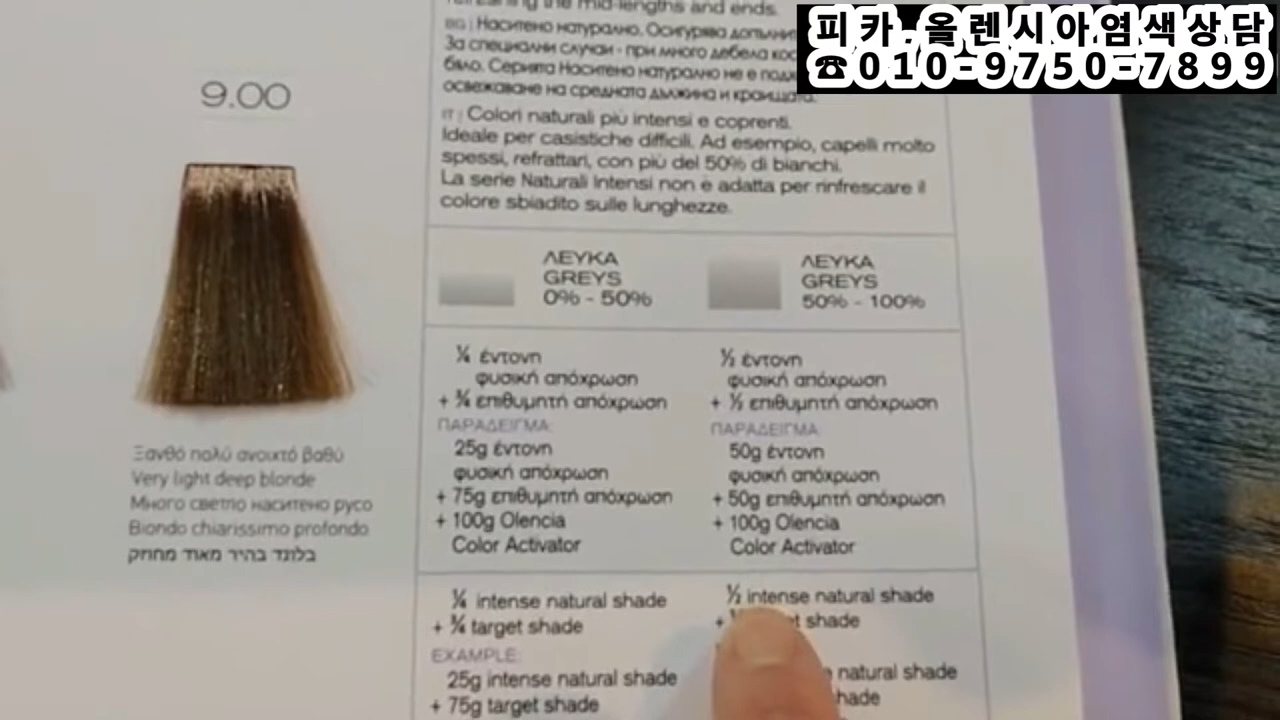 피카.올렌시아염색상담
☎010-9750-7899
9.00
Ξανθό πολύ ανοικτό βαθύ
Very light deep blonde
Много светло наситено русо
Biondo chiarissimo profondo
בלונד בהיר מאוד מחוזק
refreshing the mid-lengths and ends.
BG | Наситено натурално. Осигурява
За специални случаи - при много дебела
бяло. Серията Наситено натурално не е
освежаване на средната дължина и краищата.
IT | Colori naturali più intensi e coprenti.
Ideale per casistiche difficili. Ad esempio, capelli molto
spessi, refrattari, con più del 50% di bianchi.
La serie Naturali Intensi non è adatta per rinfrescare il
colore sbiadito sulle lunghezze.
ΛΕΥΚΑ
GREYS
0% - 50%
ΛΕΥΚΑ
GREYS
50% - 100%
¼ έντονη
φυσική απόχρωση
+ ¾ επιθυμητή απόχρωση
ΠΑΡΑΔΕΙΓΜΑ:
25g έντονη
φυσική απόχρωση
+ 75g επιθυμητή απόχρωση
+ 100g Olencia
Color Activator
½ έντονη
φυσική απόχρωση
+ ½ επιθυμητή απόχρωση
ΠΑΡΑΔΕΙΓΜΑ:
50g έντονη
φυσική απόχρωση
+ 50g επιθυμητή απόχρωση
+ 100g Olencia
Color Activator
¼ intense natural shade
+ ¾ target shade
EXAMPLE:
25g intense natural shade
+ 75g target shade
½ intense natural shade
+ shade
natural shade